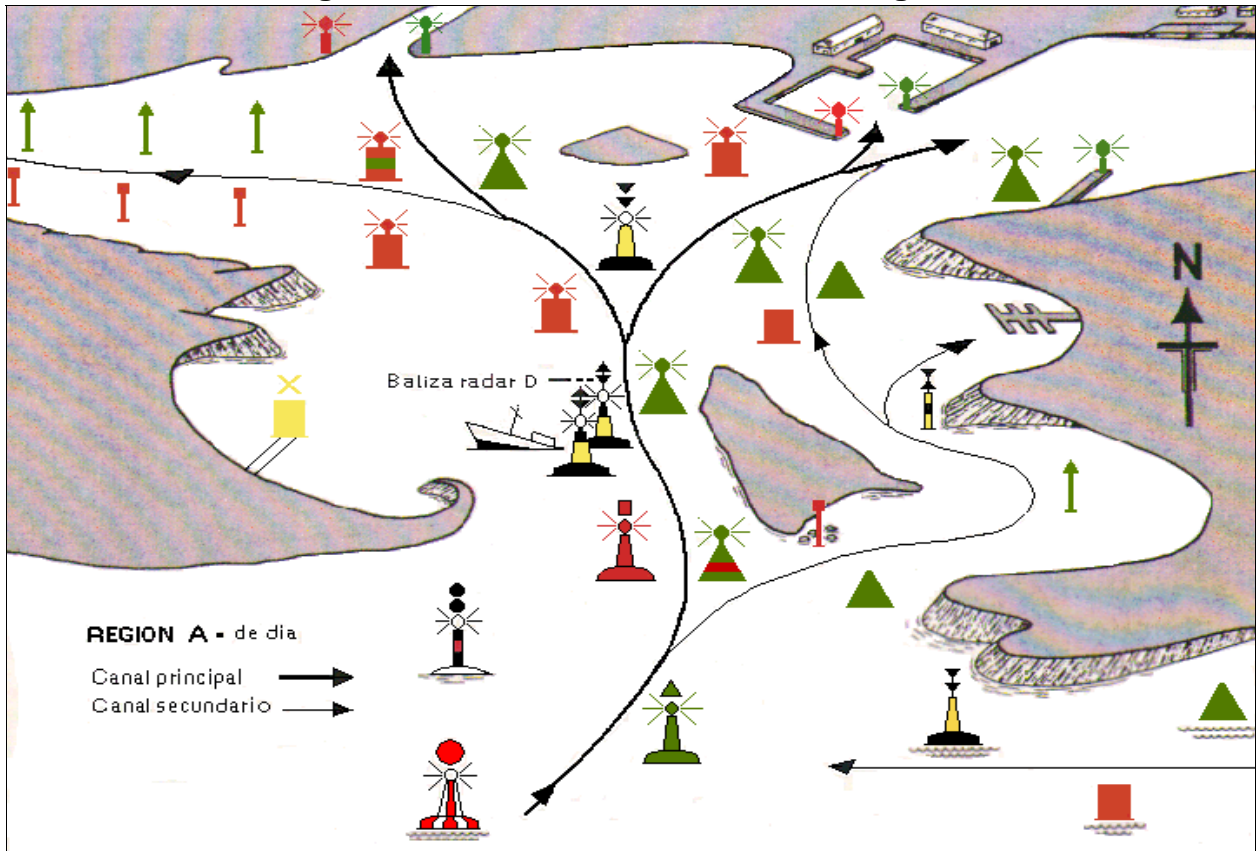 N
Baliza radar D
REGION A - de dia
Canal principal
Canal secundario